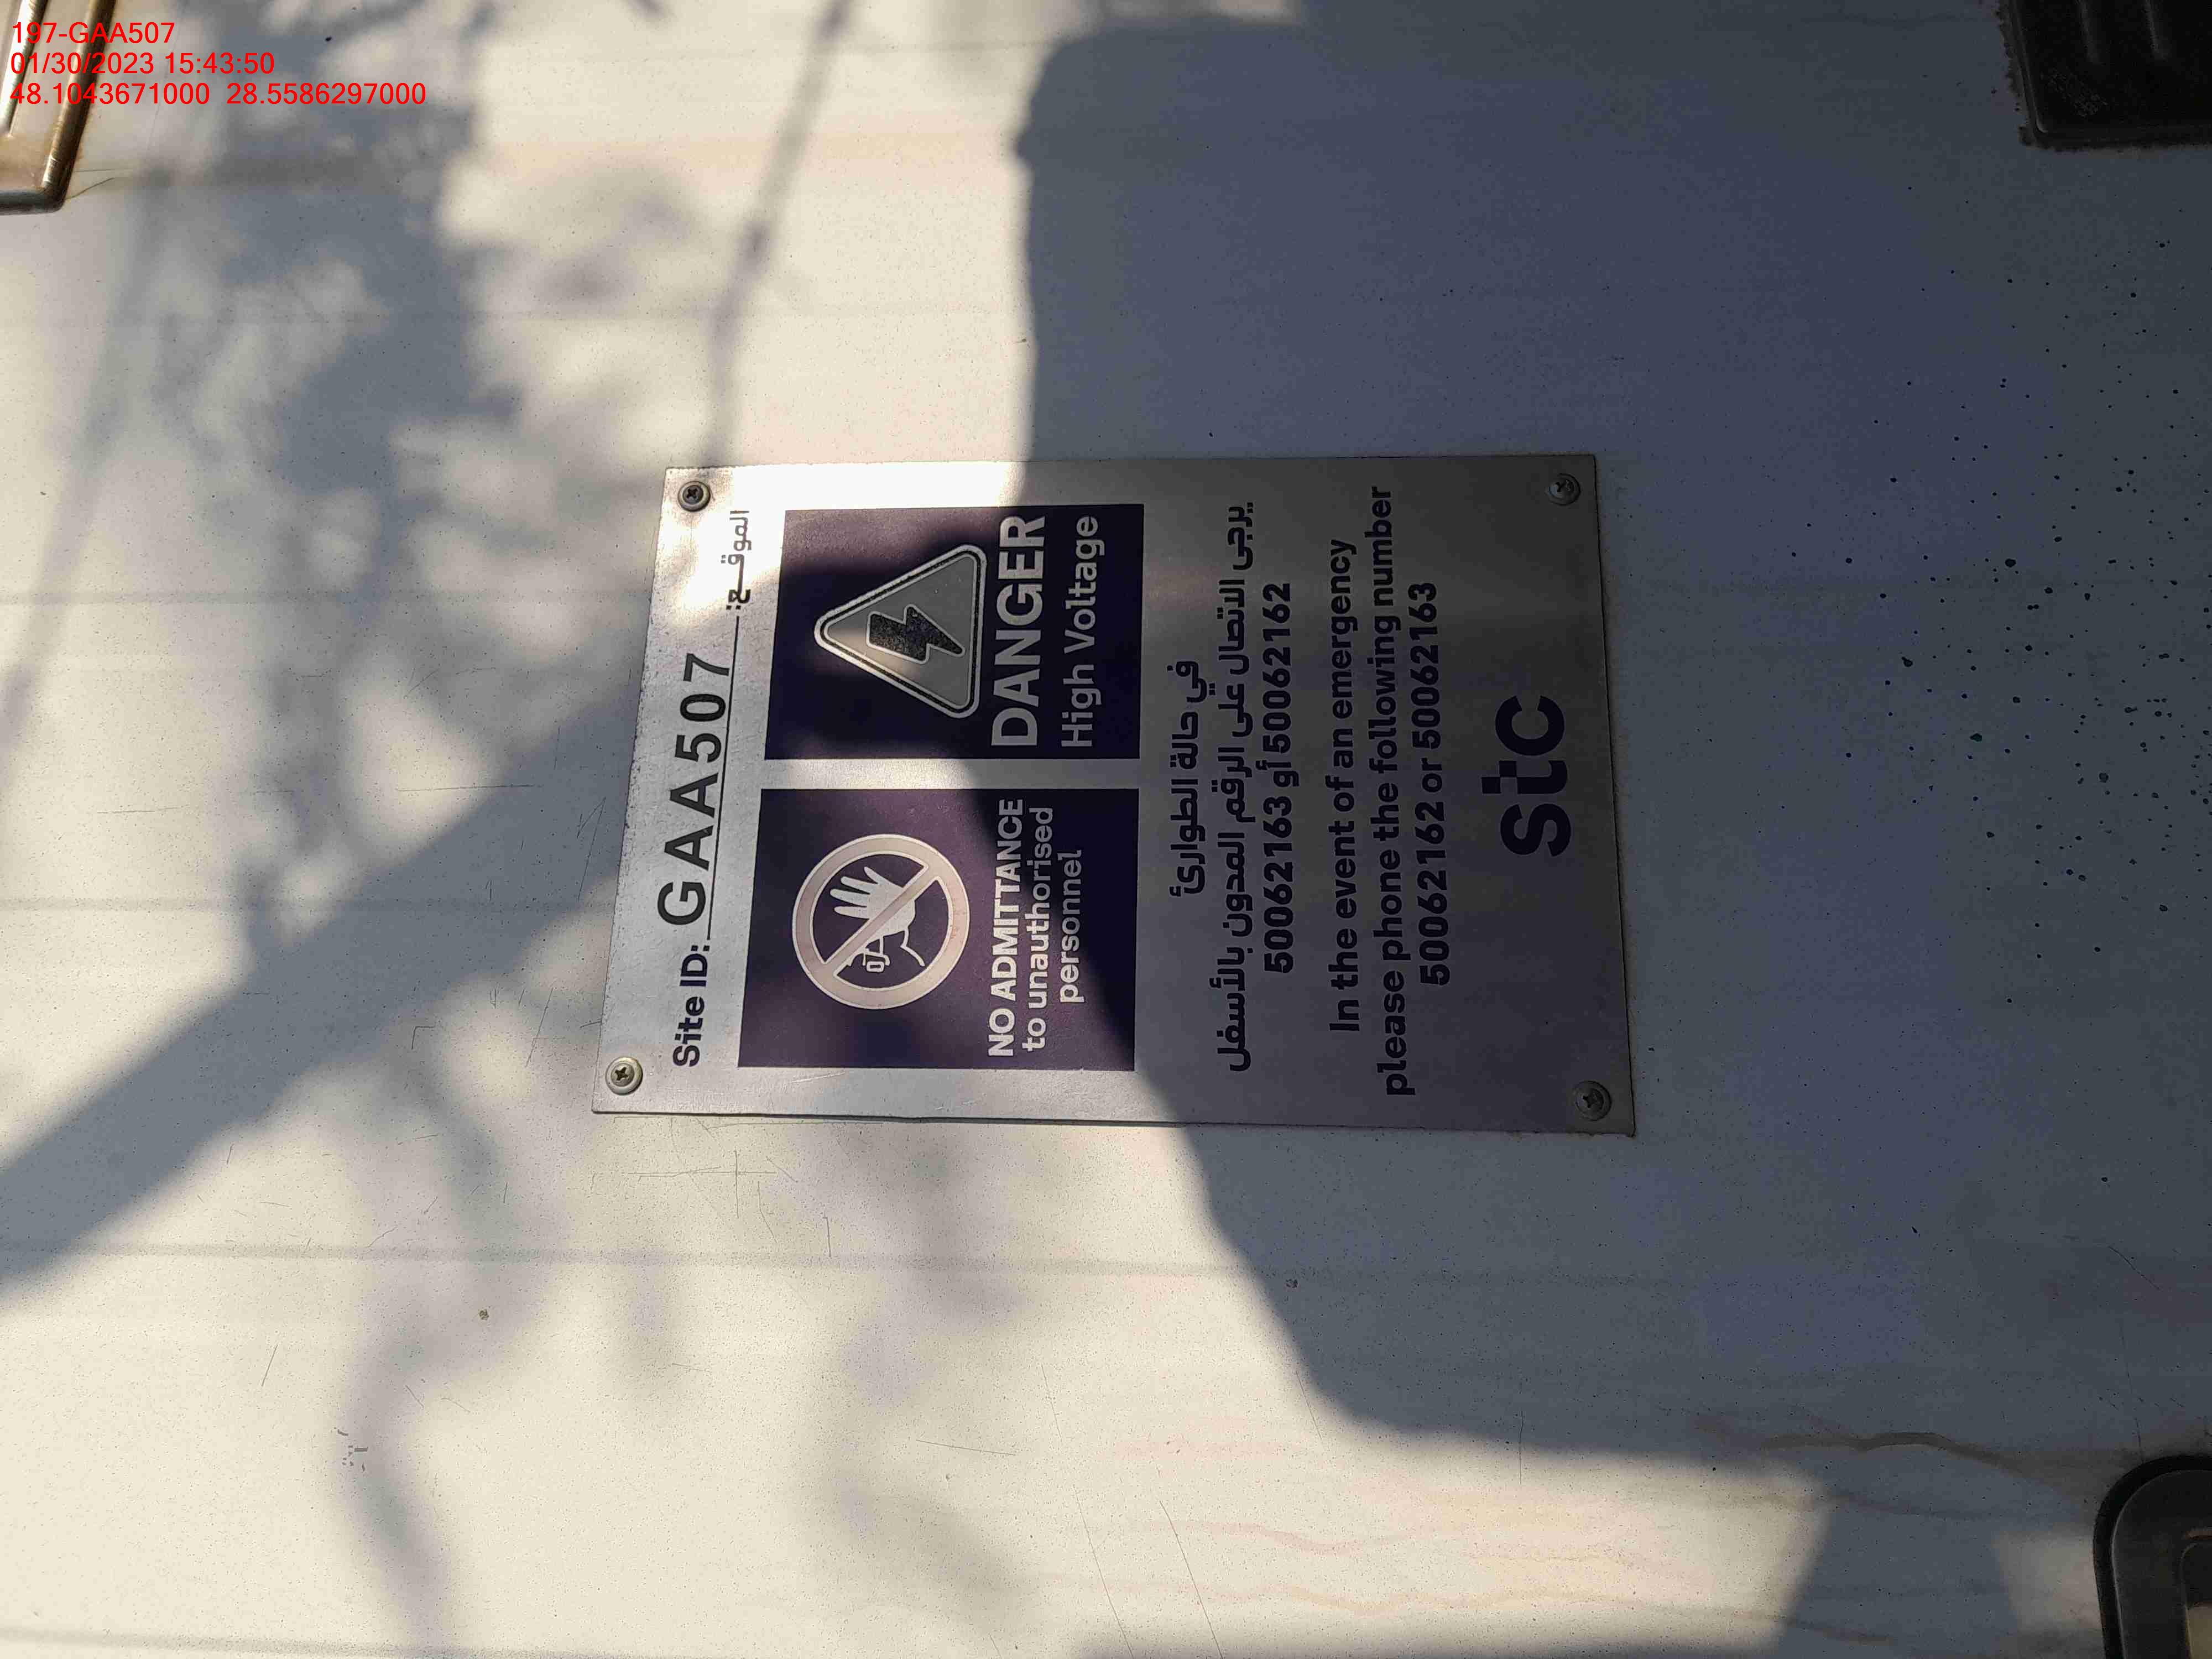 197-GAA507
01/30/2023 15:43:50
48.1043671000 28.5586297000
Site ID: GAA507 الموقـــع:
NO ADMITTANCE
to unauthorised
personnel
DANGER
High Voltage
في حالة الطوارئ
يرجى الاتصال على الرقم المدون بالأسفل
50062163 أو 50062162
In the event of an emergency
please phone the following number
50062162 or 50062163
stc